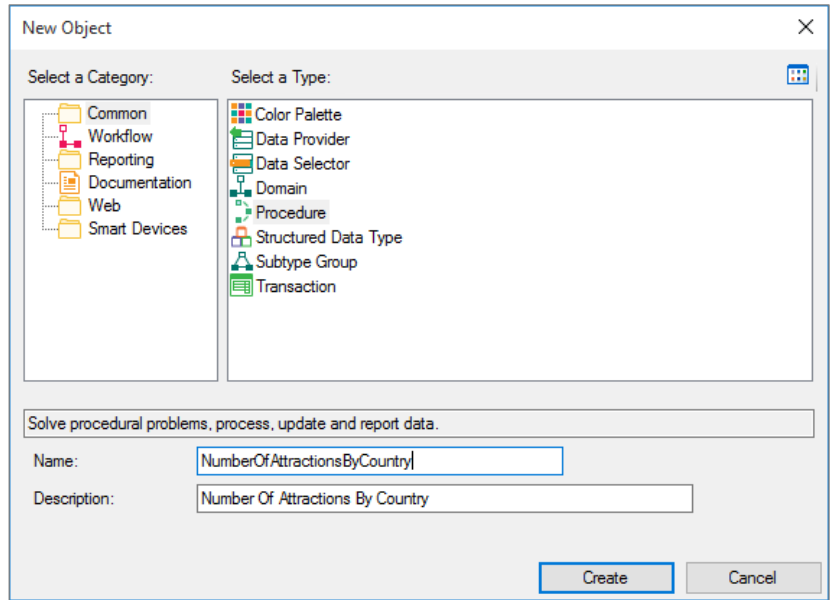 New Object
Select a Category:
Select a Type:
Common
Workflow
Reporting
Documentation
Web
Smart Devices
Color Palette
Data Provider
Data Selector
Domain
Procedure
Structured Data Type
Subtype Group
Transaction
Solve procedural problems, process, update and report data.
Name: NumberOfAttractionsByCountry
Description: Number Of Attractions By Country
Create Cancel